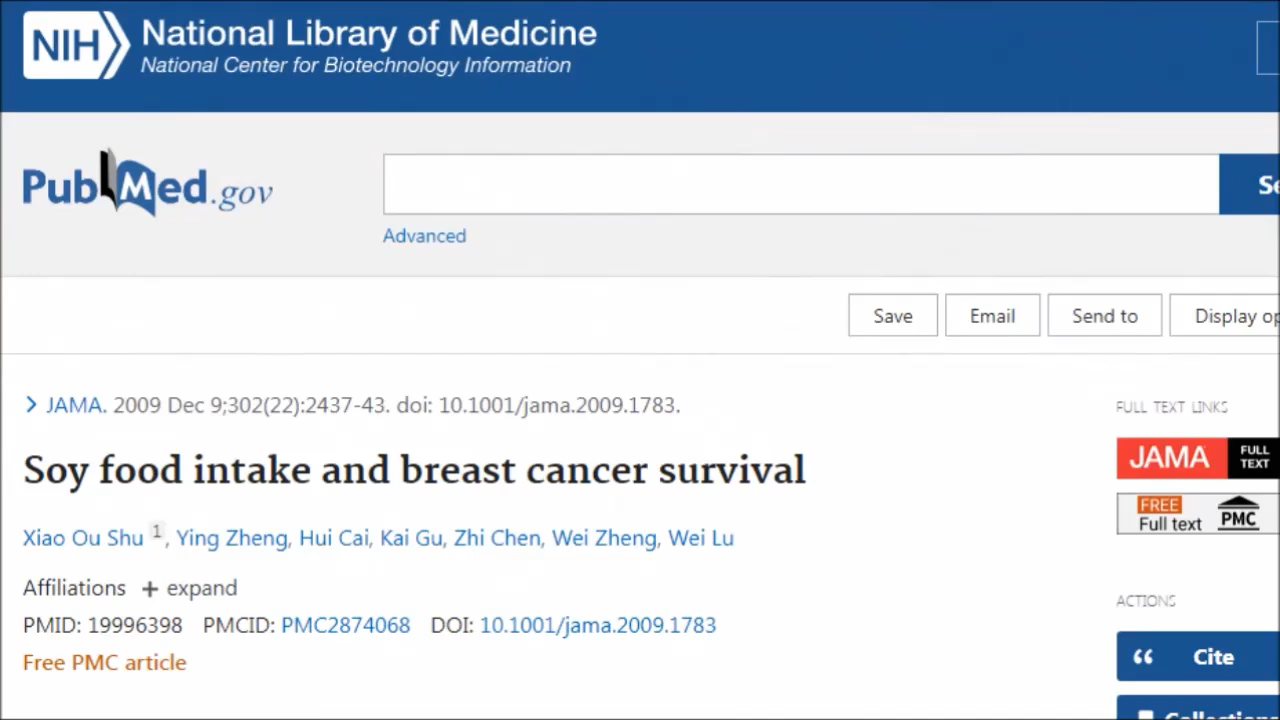 NIH National Library of Medicine
National Center for Biotechnology Information
PubMed.gov
Advanced
Save Email Send to Display
JAMA. 2009 Dec 9;302(22):2437-43. doi: 10.1001/jama.2009.1783.
FULL TEXT LINKS
JAMA FULL TEXT
Soy food intake and breast cancer survival
FREE Full text PMC
Xiao Ou Shu 1, Ying Zheng, Hui Cai, Kai Gu, Zhi Chen, Wei Zheng, Wei Lu
Affiliations + expand
ACTIONS
PMID: 19996398 PMCID: PMC2874068 DOI: 10.1001/jama.2009.1783
Cite
Free PMC article